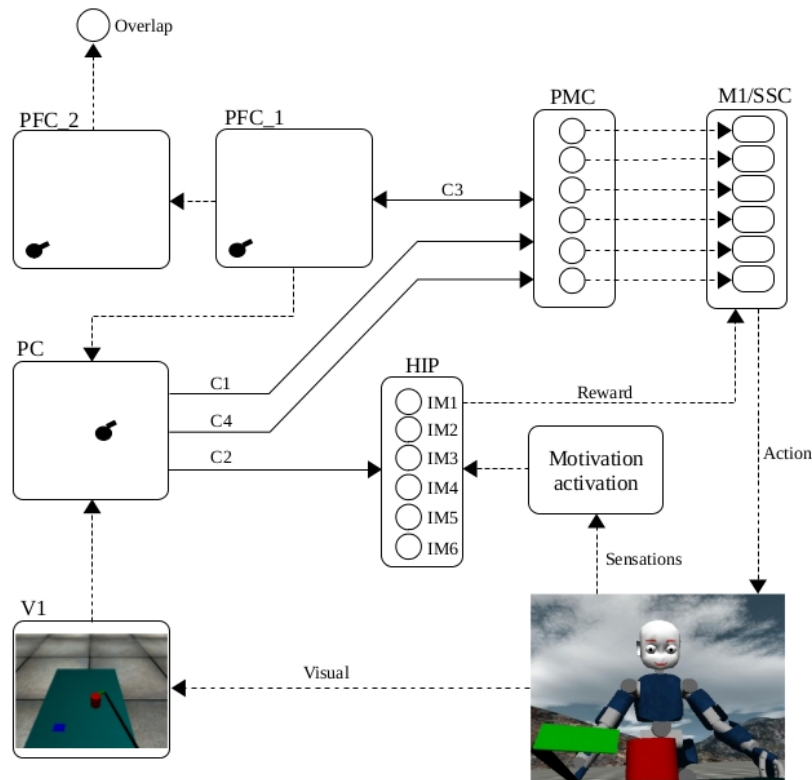 Overlap
PFC_2
PFC_1
PMC
M1/SSC
C3
PC
C1
C4
C2
HIP
IM1
IM2
IM3
IM4
IM5
IM6
Reward
Motivation
activation
Action
Sensations
V1
Visual